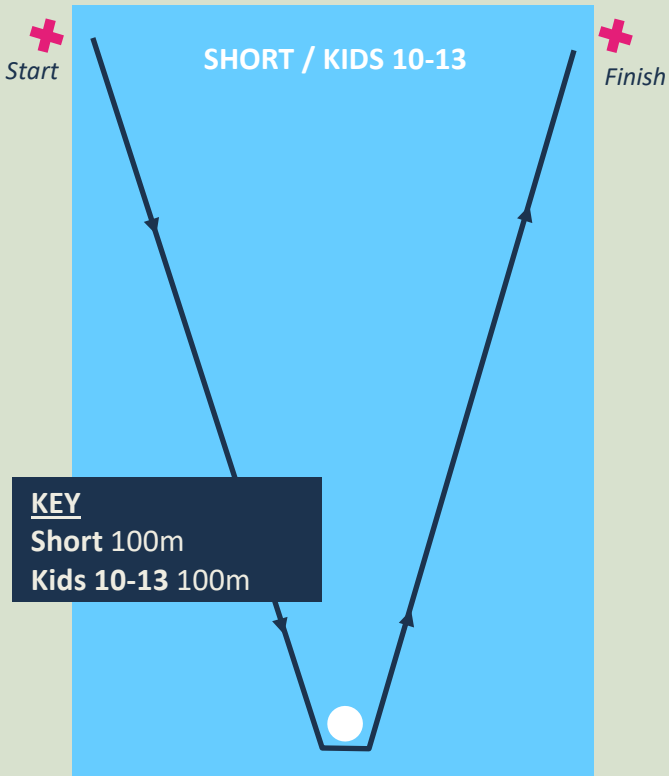 SHORT / KIDS 10-13
Start
Finish
KEY
Short 100m
Kids 10-13 100m